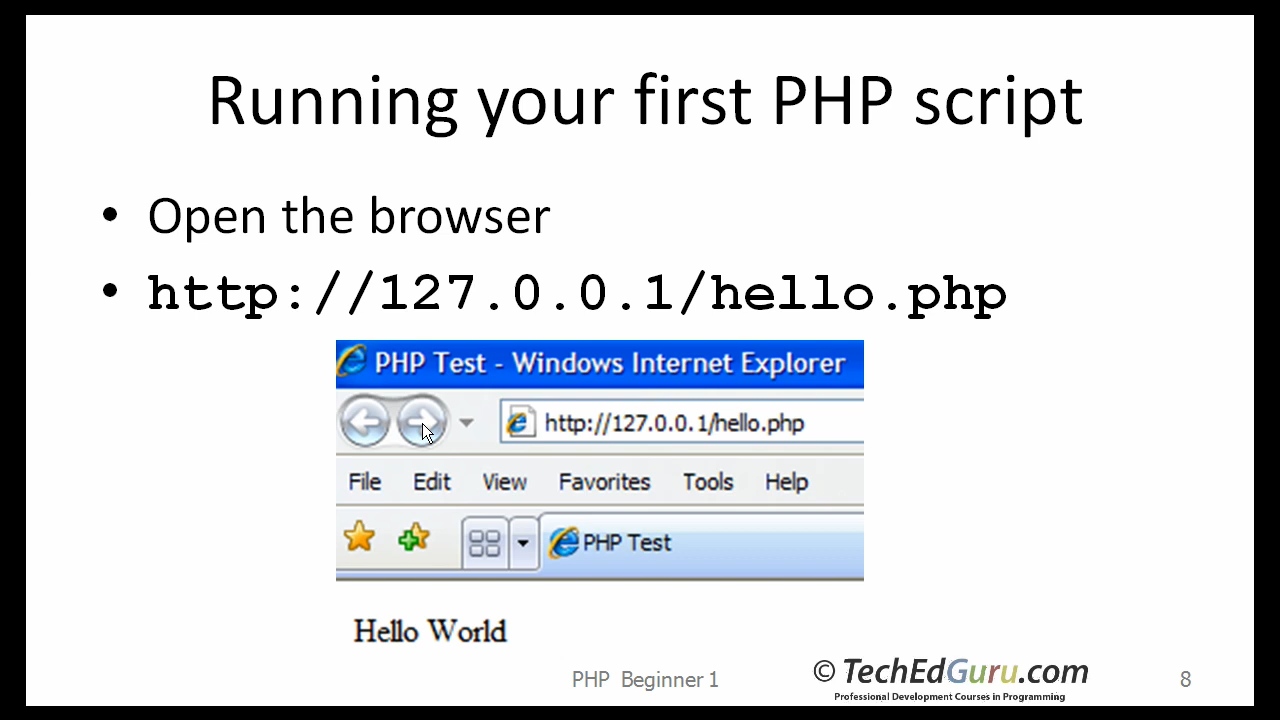 Running your first PHP script
• Open the browser
• http://127.0.0.1/hello.php
PHP Test - Windows Internet Explorer
http://127.0.0.1/hello.php
File Edit View Favorites Tools Help
PHP Test
Hello World
PHP Beginner 1
© TechEdGuru.com
Professional Development Courses in Programming
8